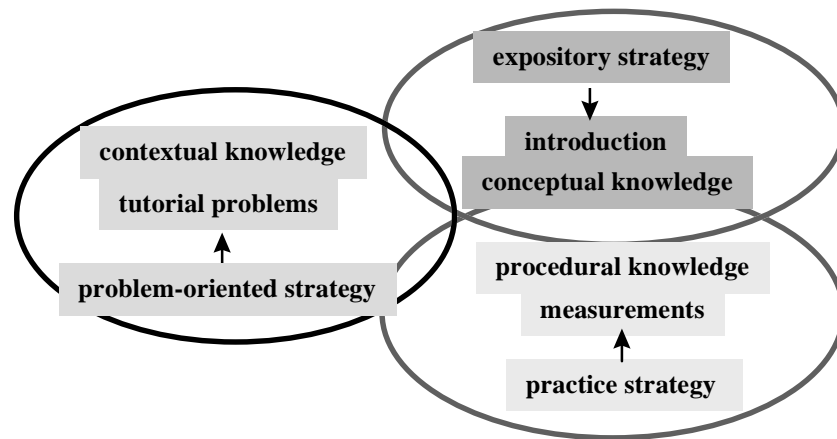 expository strategy
introduction
conceptual knowledge
contextual knowledge
tutorial problems
problem-oriented strategy
procedural knowledge
measurements
practice strategy